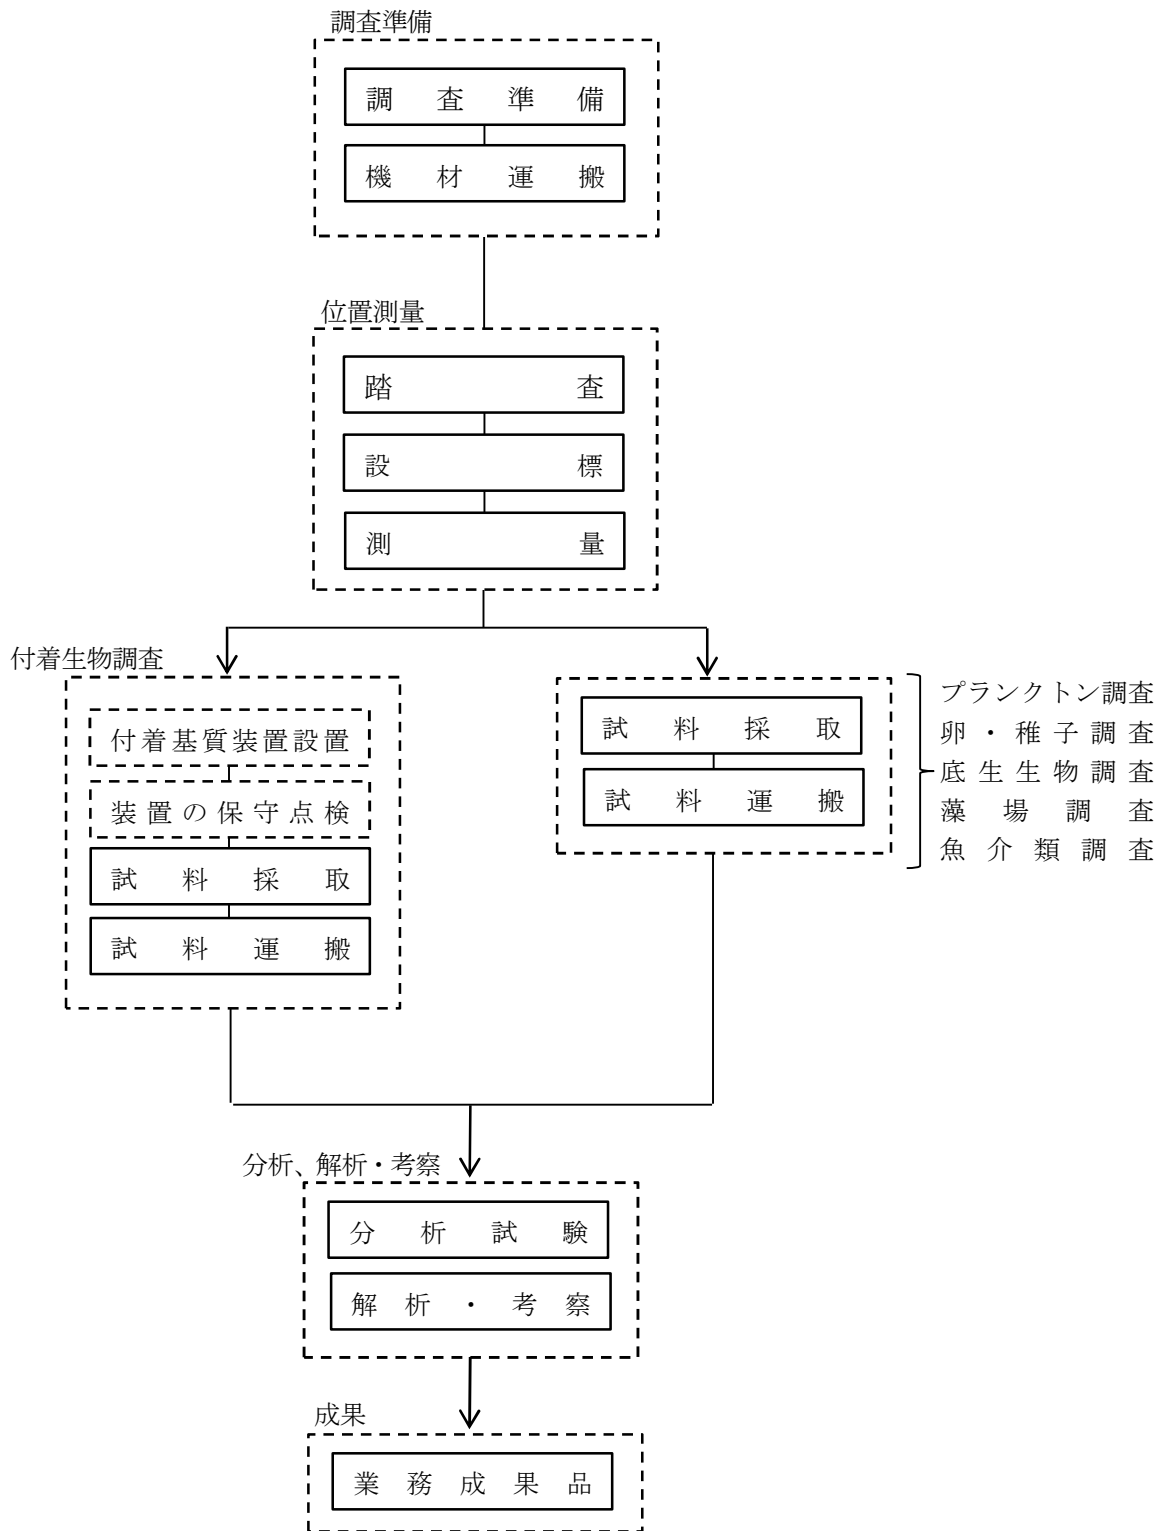 調査準備
調査準備
機材運搬
位置測量
踏査
設標
測量
付着生物調査
付着基質装置設置
装置の保守点検
試料採取
試料運搬
試料採取
試料運搬
プランクトン調査
卵・稚子調査
底生生物調査
藻場調査
魚介類調査
分析、解析・考察
分析試験
解析・考察
成果
業務成果品